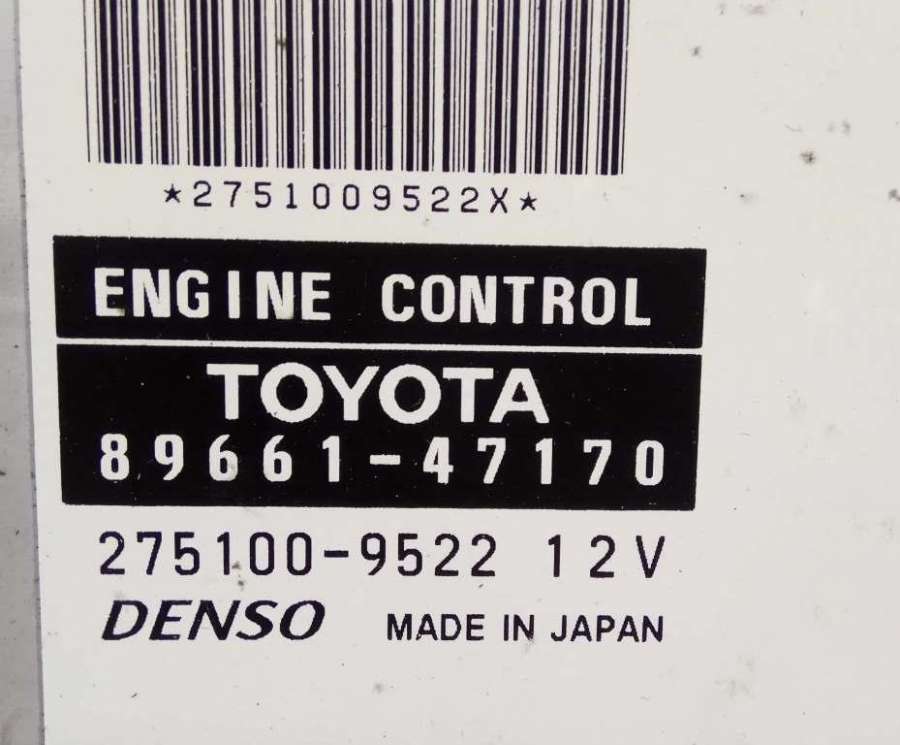 *2751009522X*
ENGINE CONTROL
TOYOTA
89661-47170
275100-9522 12V
DENSO MADE IN JAPAN